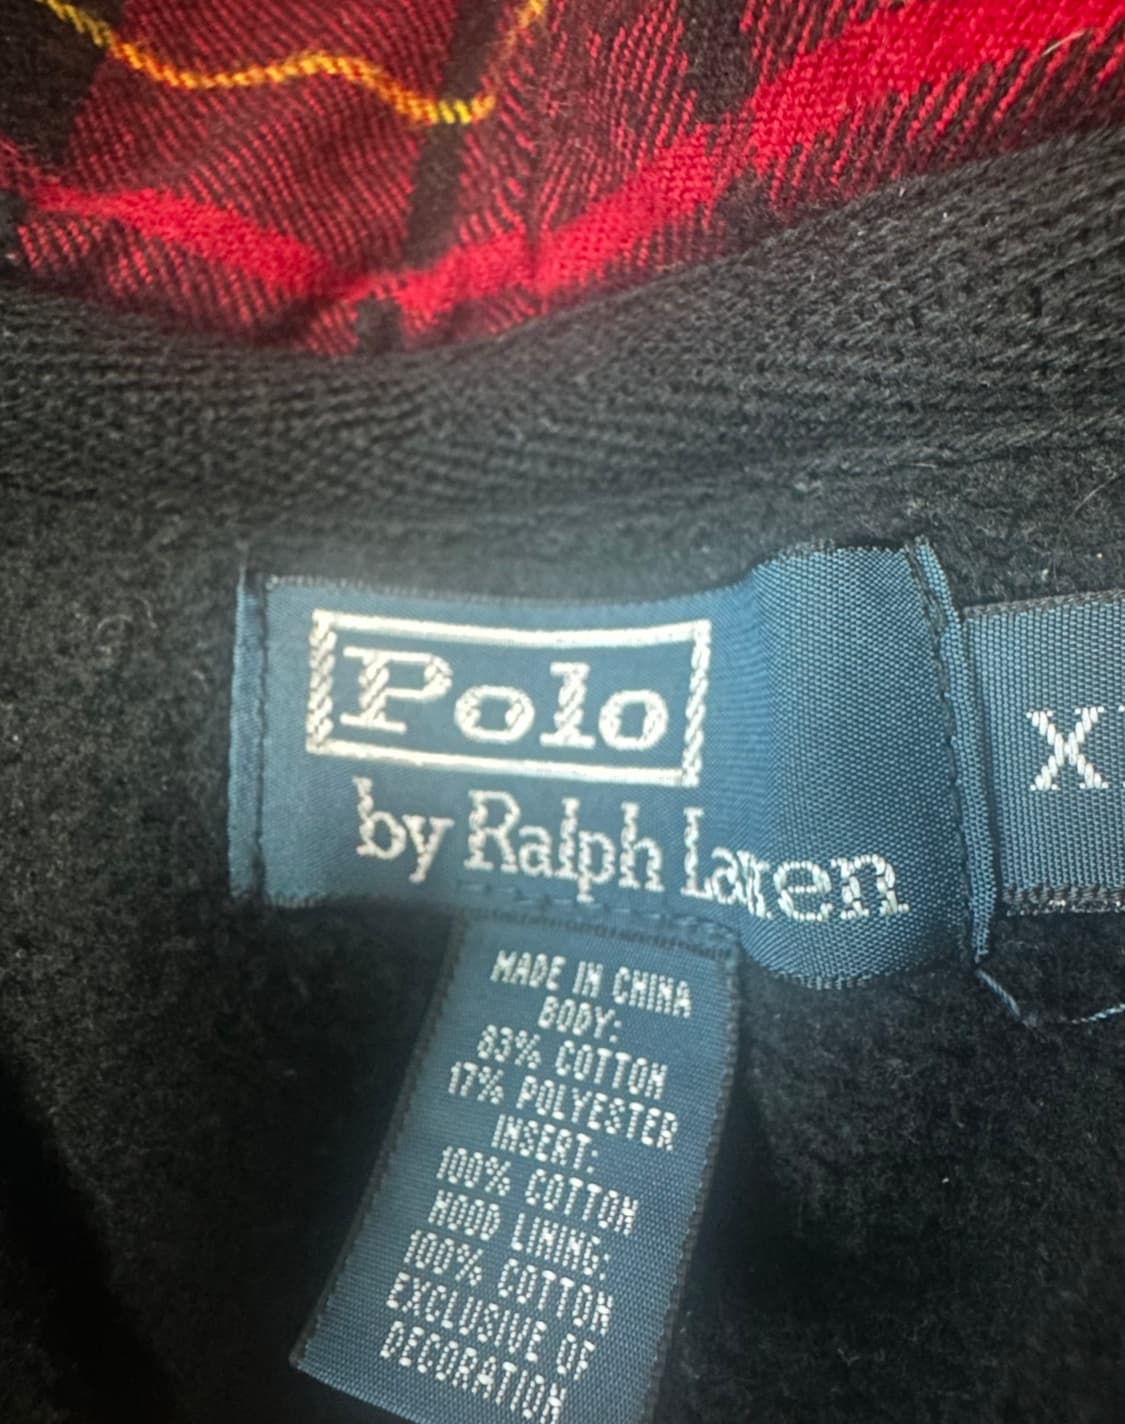 Polo
by Ralph Lauren
X
MADE IN CHINA
BODY:
83% COTTON
17% POLYESTER
INSERT:
100% COTTON
HOOD LINING:
100% COTTON
EXCLUSIVE OF
DECORATION